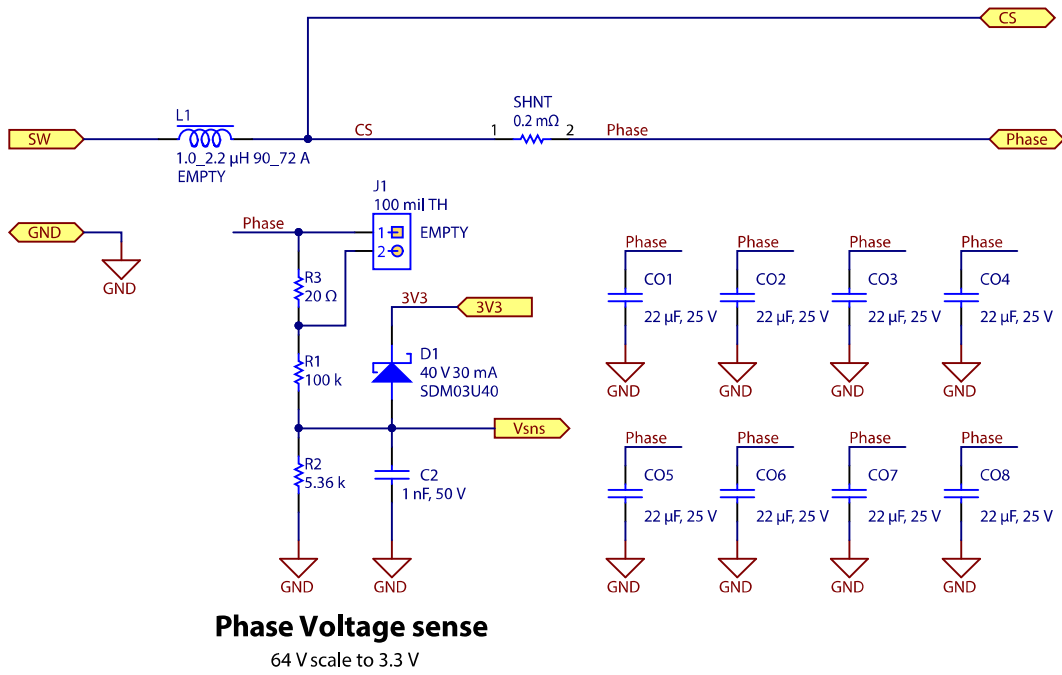 CS
SHNT
0.2 mΩ
L1
SW
CS
1
2
Phase
Phase
1.0_2.2 µH 90_72 A
EMPTY
J1
100 mil TH
GND
GND
Phase
1
EMPTY
2
R3
20 Ω
3V3
3V3
R1
100 k
D1
40 V 30 mA
SDM03U40
Vsns
R2
5.36 k
C2
1 nF, 50 V
GND
GND
Phase
Phase
Phase
Phase
CO1
CO2
CO3
CO4
22 µF, 25 V
22 µF, 25 V
22 µF, 25 V
22 µF, 25 V
GND
GND
GND
GND
Phase
Phase
Phase
Phase
CO5
CO6
CO7
CO8
22 µF, 25 V
22 µF, 25 V
22 µF, 25 V
22 µF, 25 V
GND
GND
GND
GND
Phase Voltage sense
64 V scale to 3.3 V